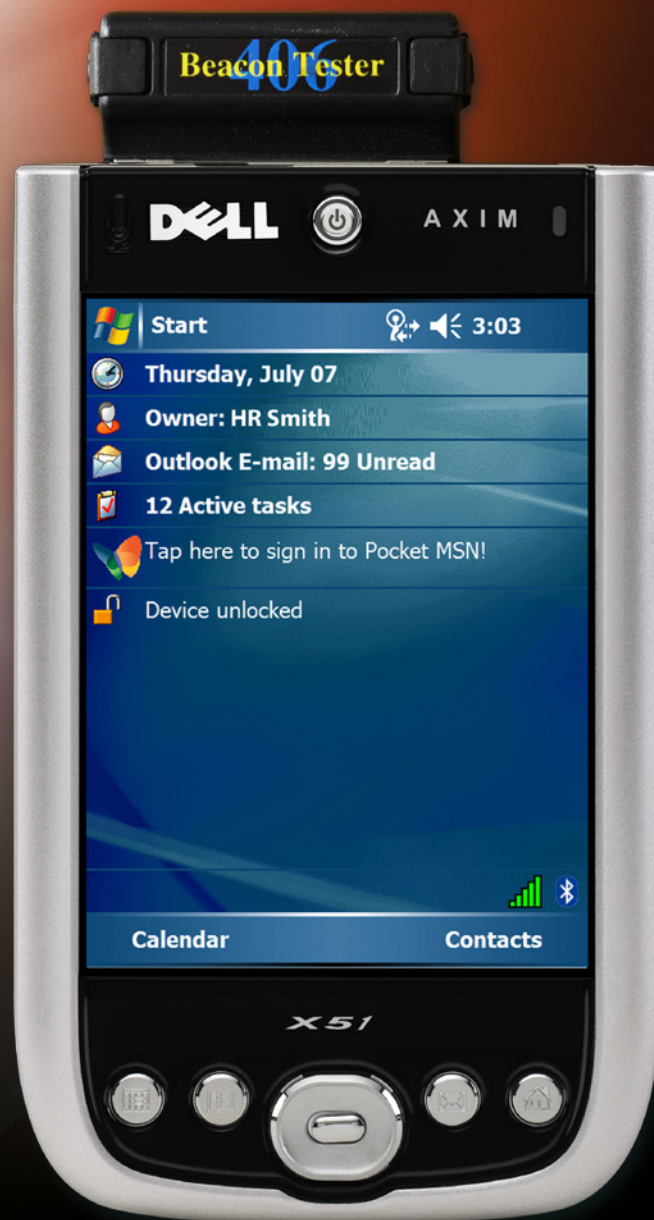 406
Beacon Tester
DELL
AXIM
Start 3:03
Thursday, July 07
Owner: HR Smith
Outlook E-mail: 99 Unread
12 Active tasks
Tap here to sign in to Pocket MSN!
Device unlocked
Calendar Contacts
X51